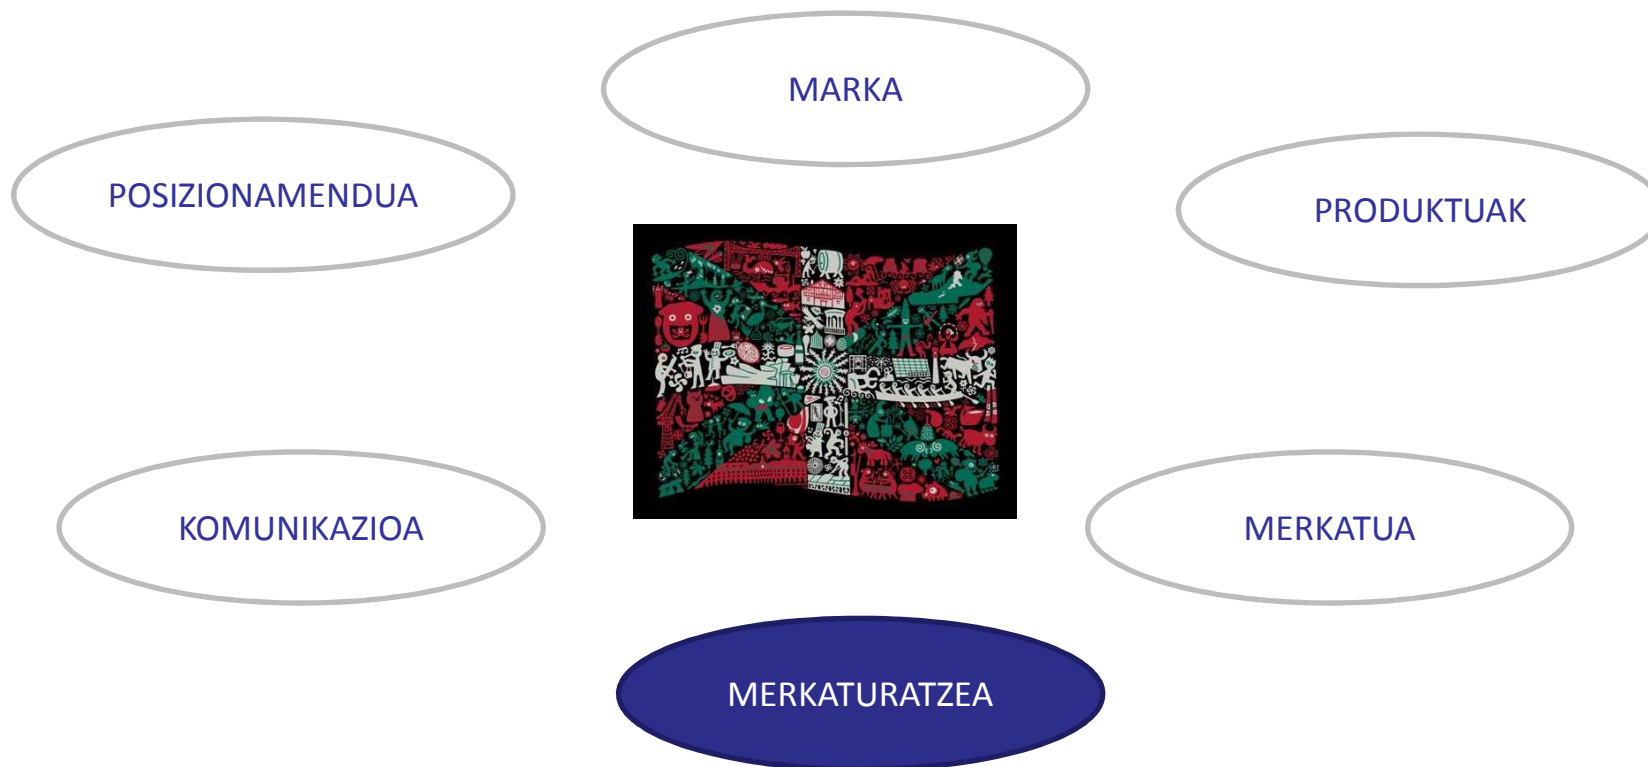 MARKA
POSIZIONAMENDUA
PRODUKTUAK
KOMUNIKAZIOA
MERKATUA
MERKATURATZEA